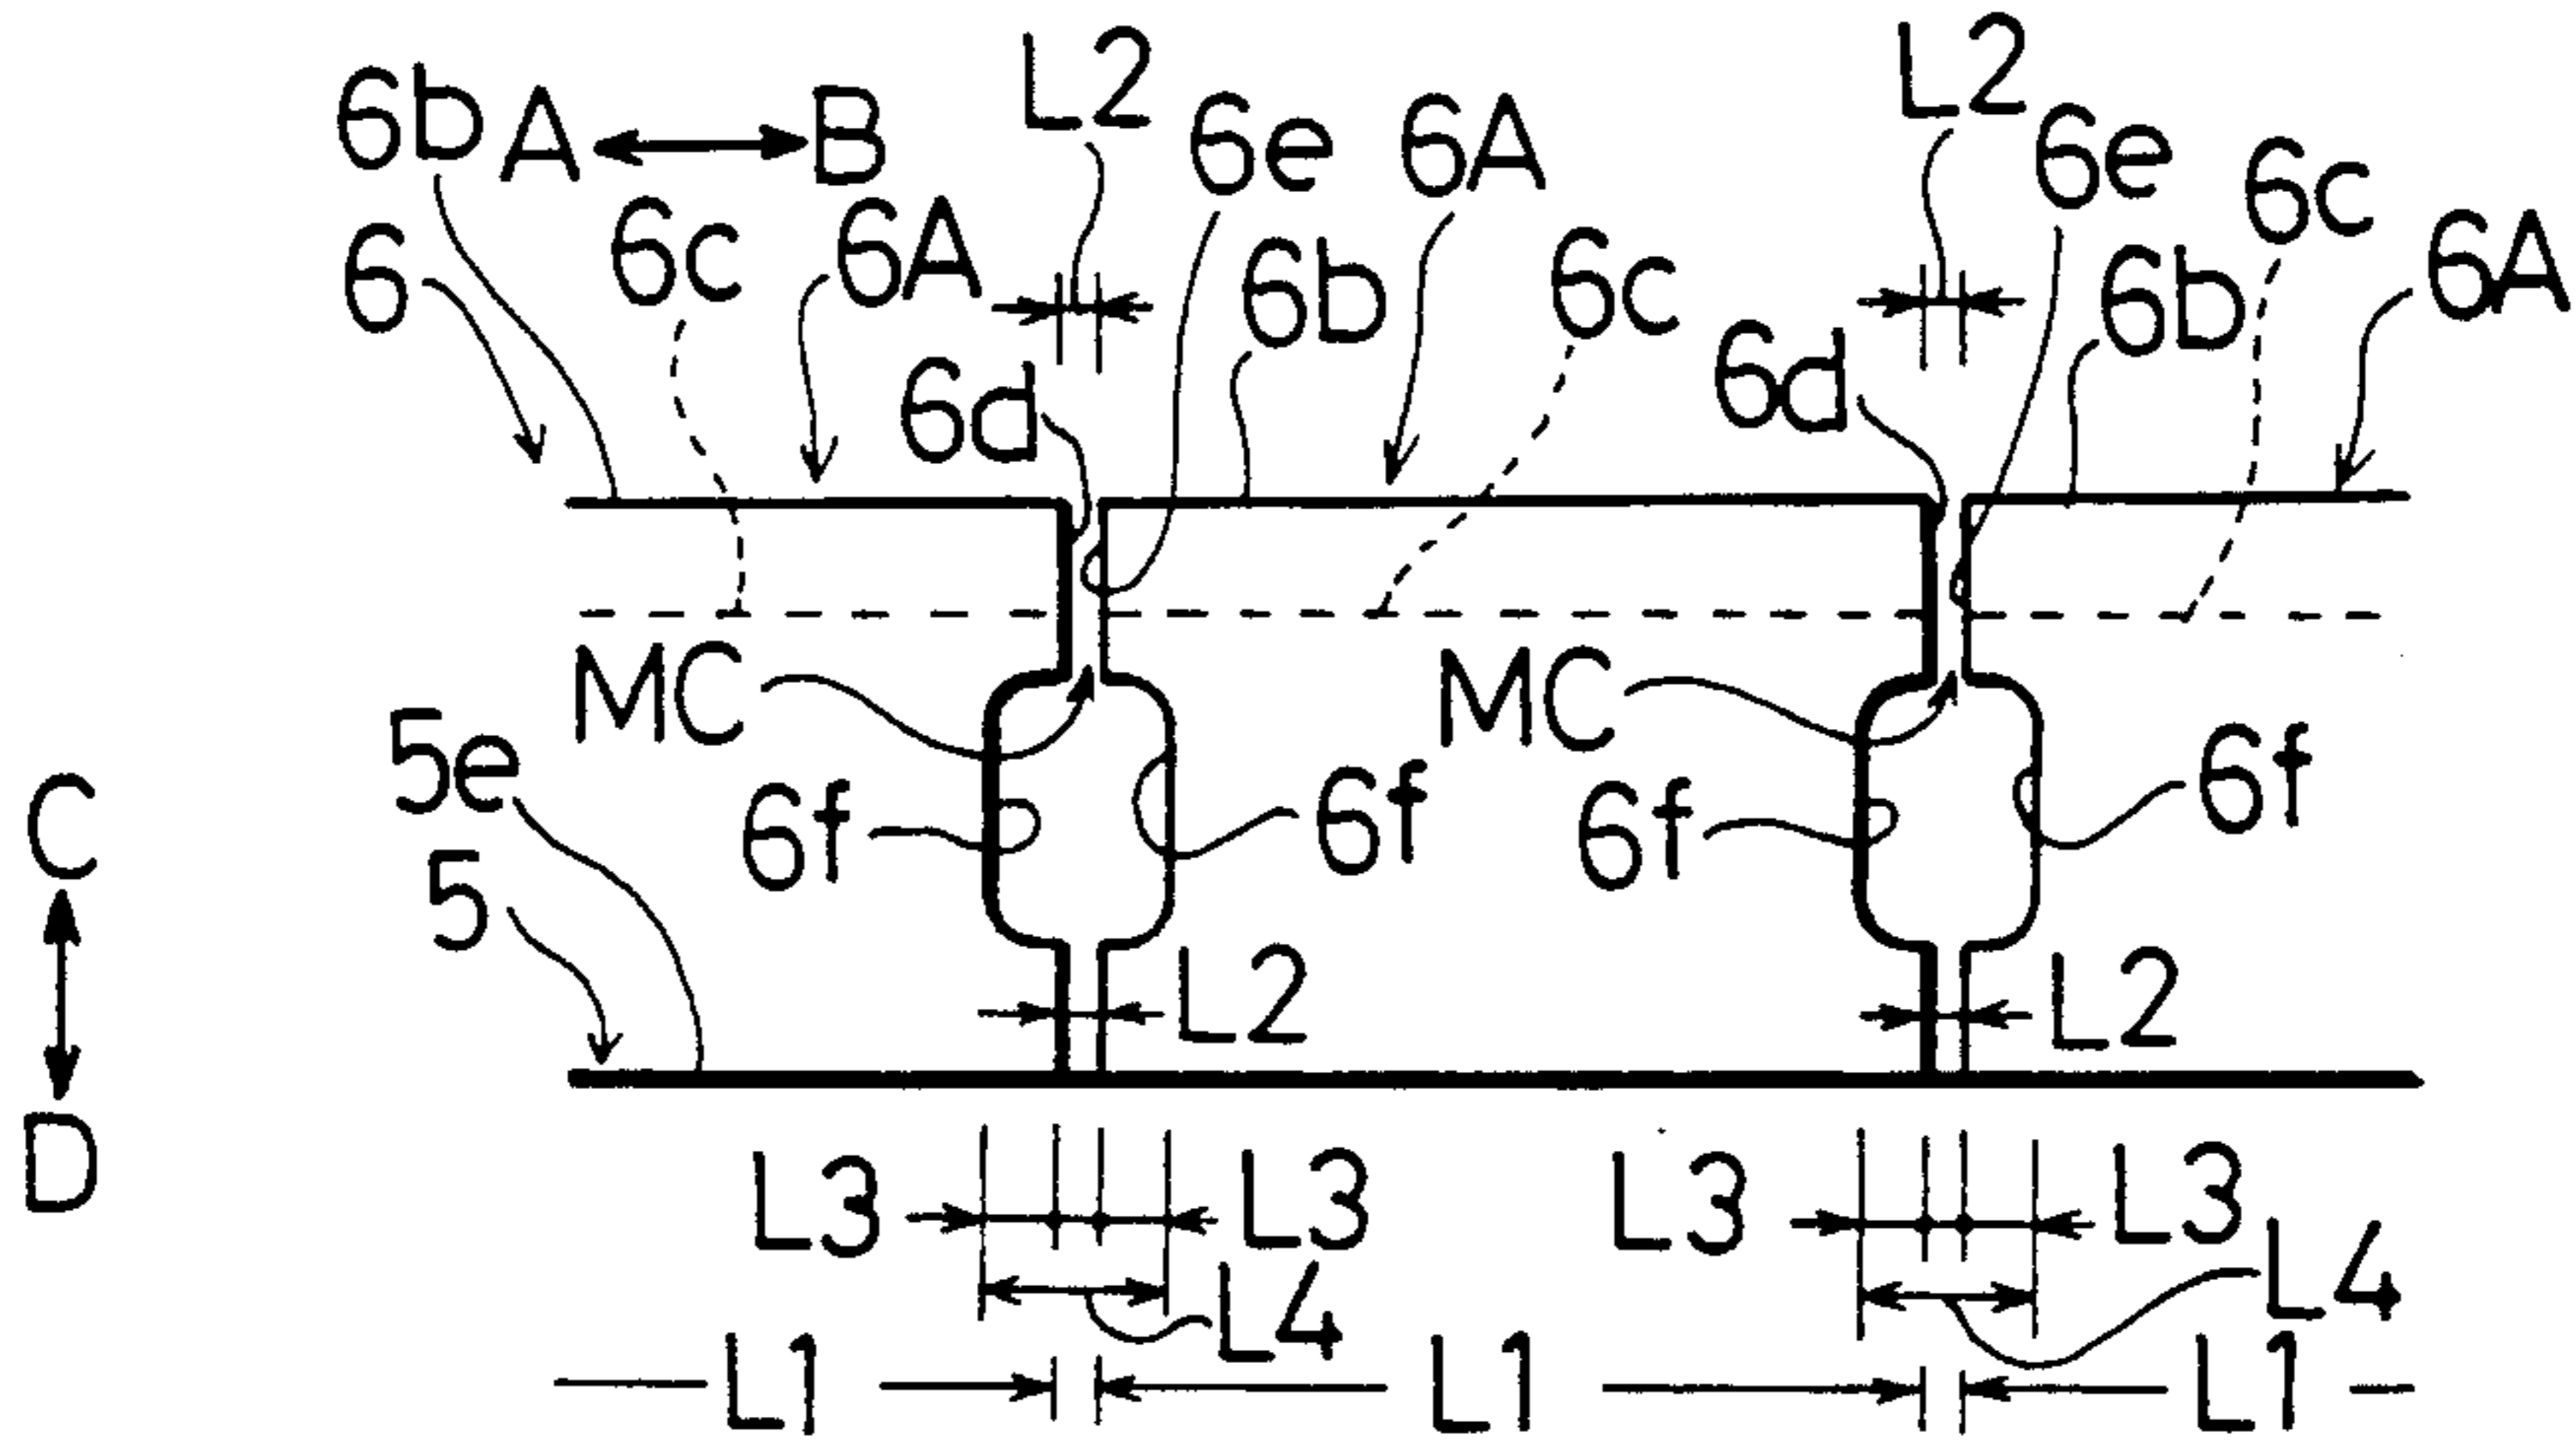 6b A B L2 6e 6A L2 6e 6c
6 6c 6A 6b 6c 6b 6A
6d 6d
MC MC
5e 6f 6f 6f 6f
C 5
L2 L2
D
L3 L3 L3 L3
L4 L4
L1 L1 L1